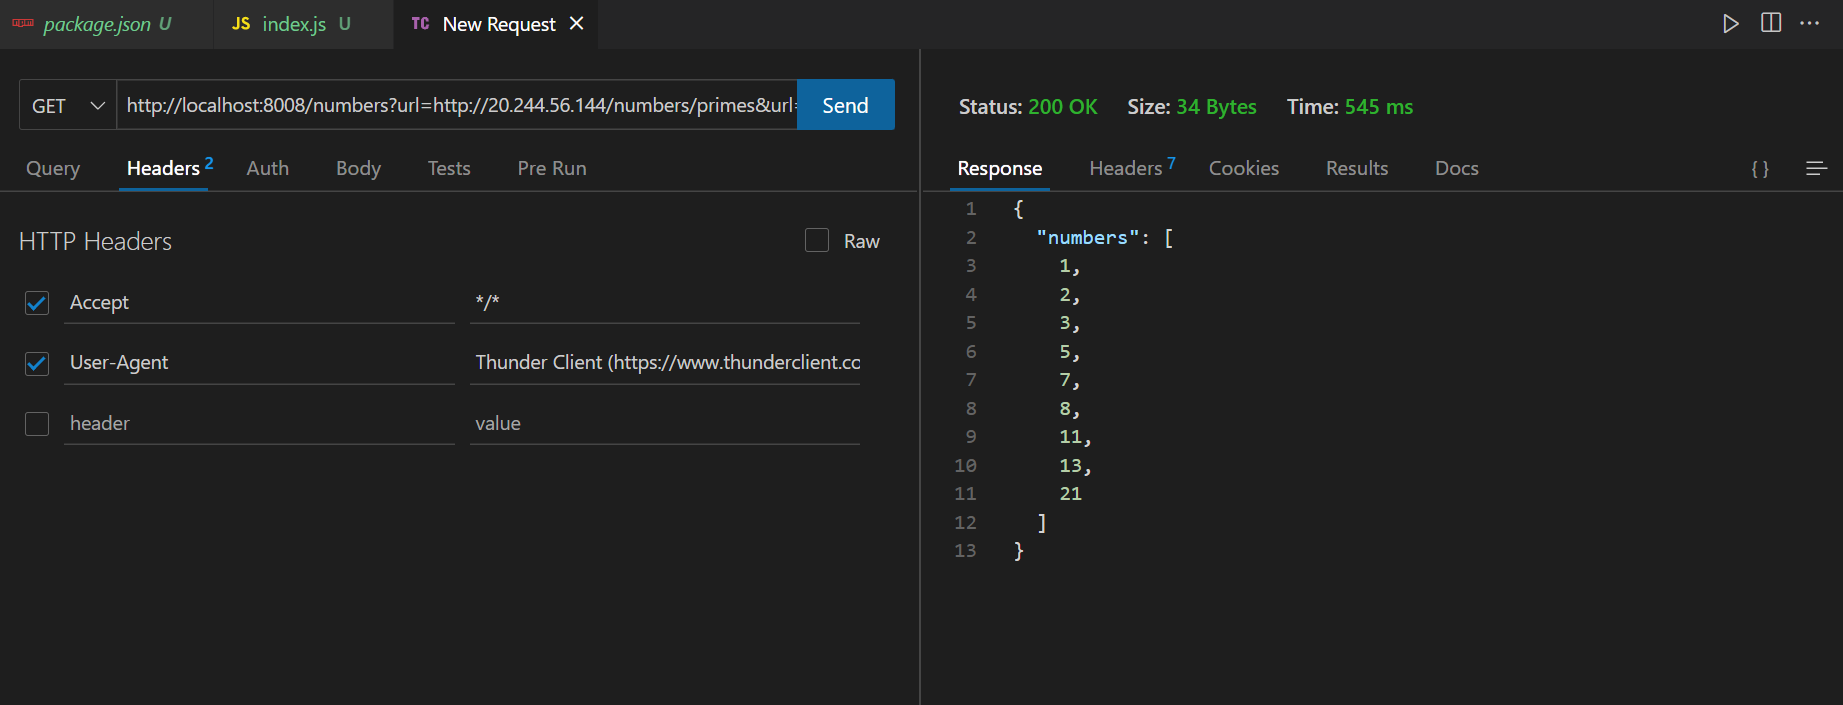 package.json U JS index.js U TC New Request ×
GET http://localhost:8008/numbers?url=http://20.244.56.144/numbers/primes&url= Send
Query Headers 2 Auth Body Tests Pre Run
HTTP Headers Raw
Accept */*
User-Agent Thunder Client (https://www.thunderclient.co
header value
Status: 200 OK Size: 34 Bytes Time: 545 ms
Response Headers 7 Cookies Results Docs { }
1 {
2 "numbers": [
3 1,
4 2,
5 3,
6 5,
7 7,
8 8,
9 11,
10 13,
11 21
12 ]
13 }